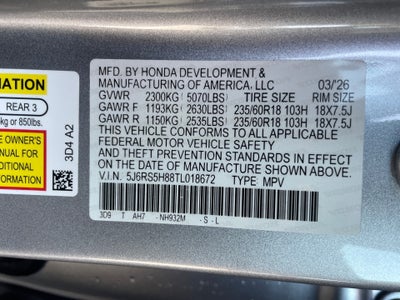 MATION
REAR 3
kg or 850lbs.
E OWNER'S
NUAL FOR
DITIONAL
ORMATION
3D4 A2
MFD. BY HONDA DEVELOPMENT &
MANUFACTURING OF AMERICA, LLC 03/26
GVWR 2300KG (5070LBS) TIRE SIZE RIM SIZE
GAWR F 1193KG (2630LBS) 235/60R18 103H 18X7.5J
GAWR R 1150KG (2535LBS) 235/60R18 103H 18X7.5J
THIS VEHICLE CONFORMS TO ALL APPLICABLE
FEDERAL MOTOR VEHICLE SAFETY
AND THEFT PREVENTION STANDARDS IN EFFECT ON
THE DATE OF MANUFACTURE SHOWN ABOVE.
V.I.N. 5J6RS5H88TL018672 TYPE: MPV
3D9 T AH7 - NH932M - S - L